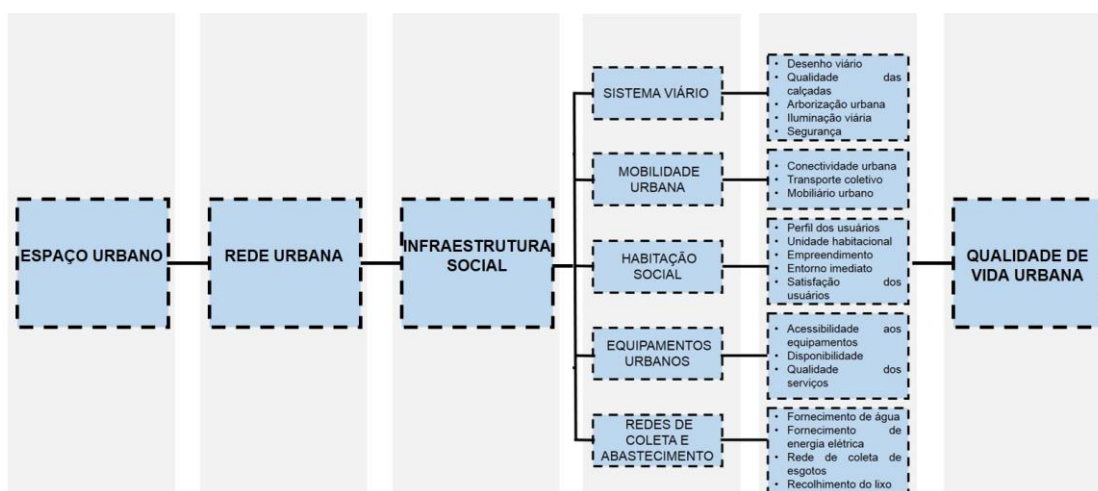 ESPAÇO URBANO
REDE URBANA
INFRAESTRUTURA
SOCIAL
SISTEMA VIÁRIO
• Desenho viário
• Qualidade das
calçadas
• Arborização urbana
• Iluminação viária
• Segurança
MOBILIDADE
URBANA
• Conectividade urbana
• Transporte coletivo
• Mobiliário urbano
HABITAÇÃO
SOCIAL
• Perfil dos usuários
• Unidade habitacional
• Empreendimento
• Entorno imediato
• Satisfação dos
usuários
EQUIPAMENTOS
URBANOS
• Acessibilidade aos
equipamentos
• Disponibilidade
• Qualidade dos
serviços
REDES DE
COLETA E
ABASTECIMENTO
• Fornecimento de água
• Fornecimento de
energia elétrica
• Rede de coleta de
esgotos
• Recolhimento do lixo
QUALIDADE DE
VIDA URBANA